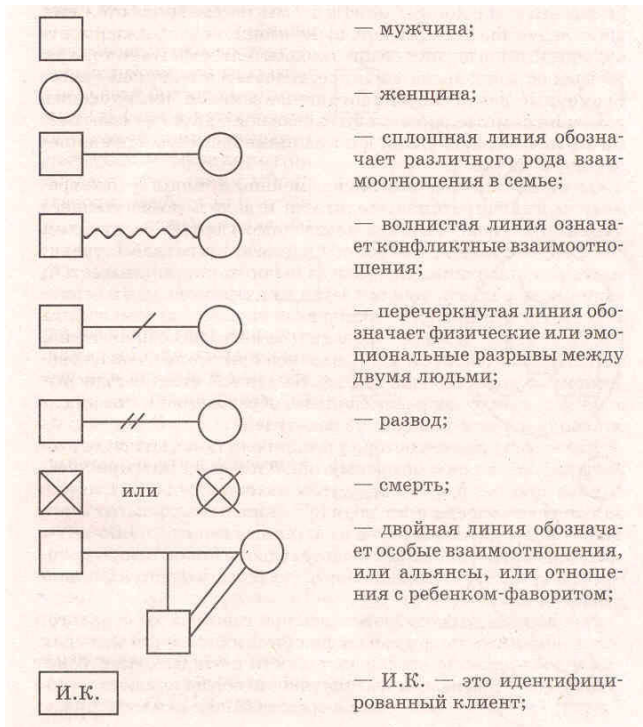 — мужчина;
— женщина;
— сплошная линия обозна-
чает различного рода взаи-
моотношения в семье;
— волнистая линия означа-
ет конфликтные взаимоотно-
шения;
— перечеркнутая линия обо-
значает физические или эмо-
циональные разрывы между
двумя людьми;
— развод;
или
— смерть;
— двойная линия обознача-
ет особые взаимоотношения,
или альянсы, или отноше-
ния с ребенком-фаворитом;
И.К.
— И.К. — это идентифици-
рованный клиент;